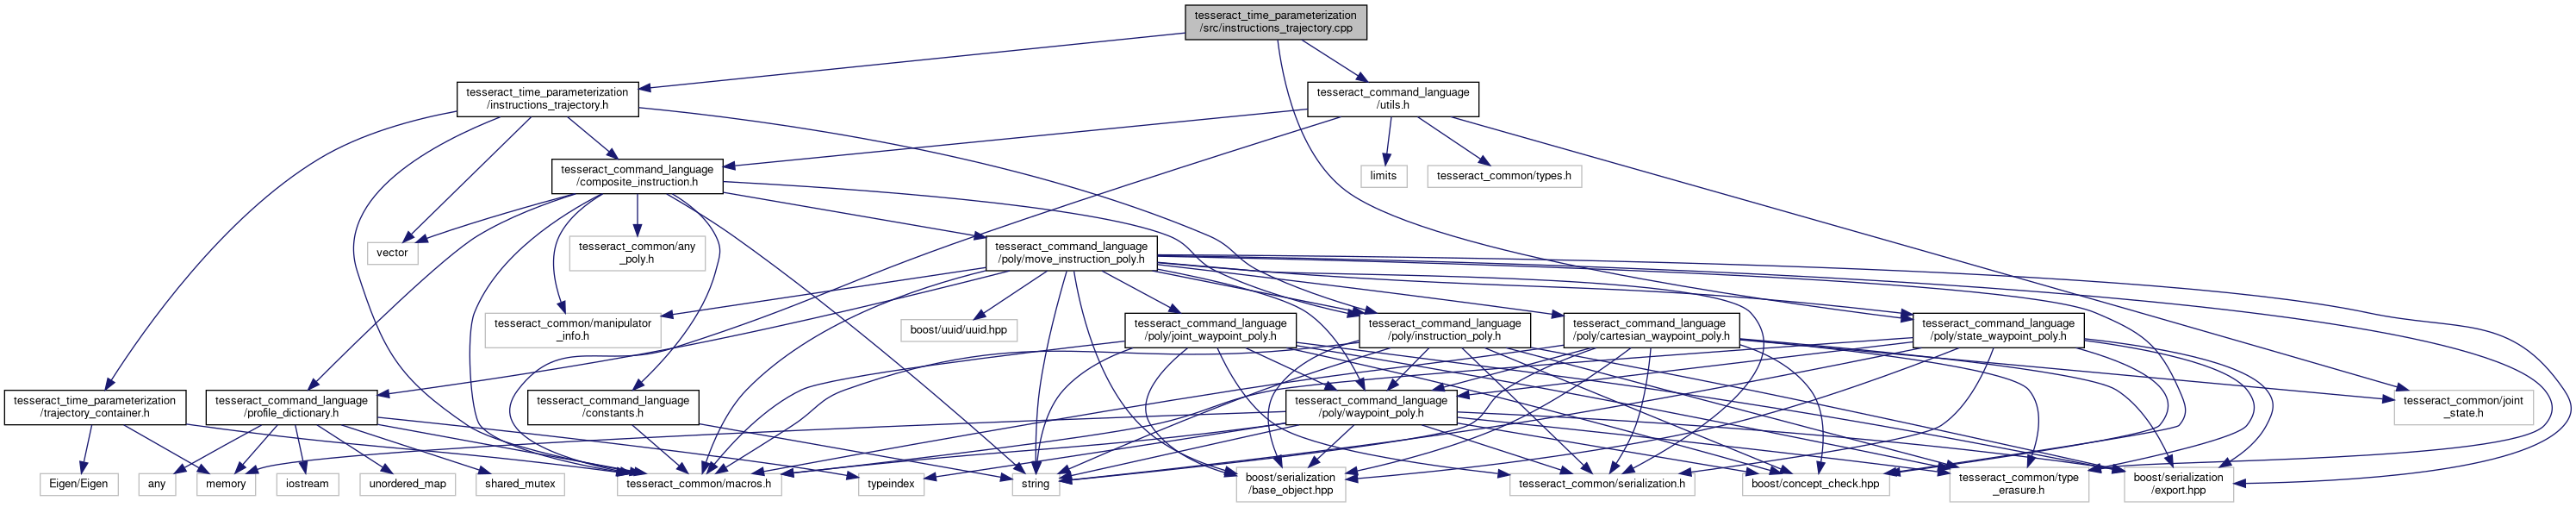 tesseract_time_parameterization
/src/instructions_trajectory.cpp
tesseract_time_parameterization
/instructions_trajectory.h
tesseract_command_language
/utils.h
tesseract_command_language
/composite_instruction.h
limits
tesseract_common/types.h
vector
tesseract_common/any
_poly.h
tesseract_command_language
/poly/move_instruction_poly.h
tesseract_common/manipulator
_info.h
boost/uuid/uuid.hpp
tesseract_command_language
/poly/joint_waypoint_poly.h
tesseract_command_language
/poly/instruction_poly.h
tesseract_command_language
/poly/cartesian_waypoint_poly.h
tesseract_command_language
/poly/state_waypoint_poly.h
tesseract_time_parameterization
/trajectory_container.h
tesseract_command_language
/profile_dictionary.h
tesseract_command_language
/constants.h
tesseract_command_language
/poly/waypoint_poly.h
tesseract_common/joint
_state.h
Eigen/Eigen
any
memory
iostream
unordered_map
shared_mutex
tesseract_common/macros.h
typeindex
string
boost/serialization
/base_object.hpp
tesseract_common/serialization.h
boost/concept_check.hpp
tesseract_common/type
_erasure.h
boost/serialization
/export.hpp